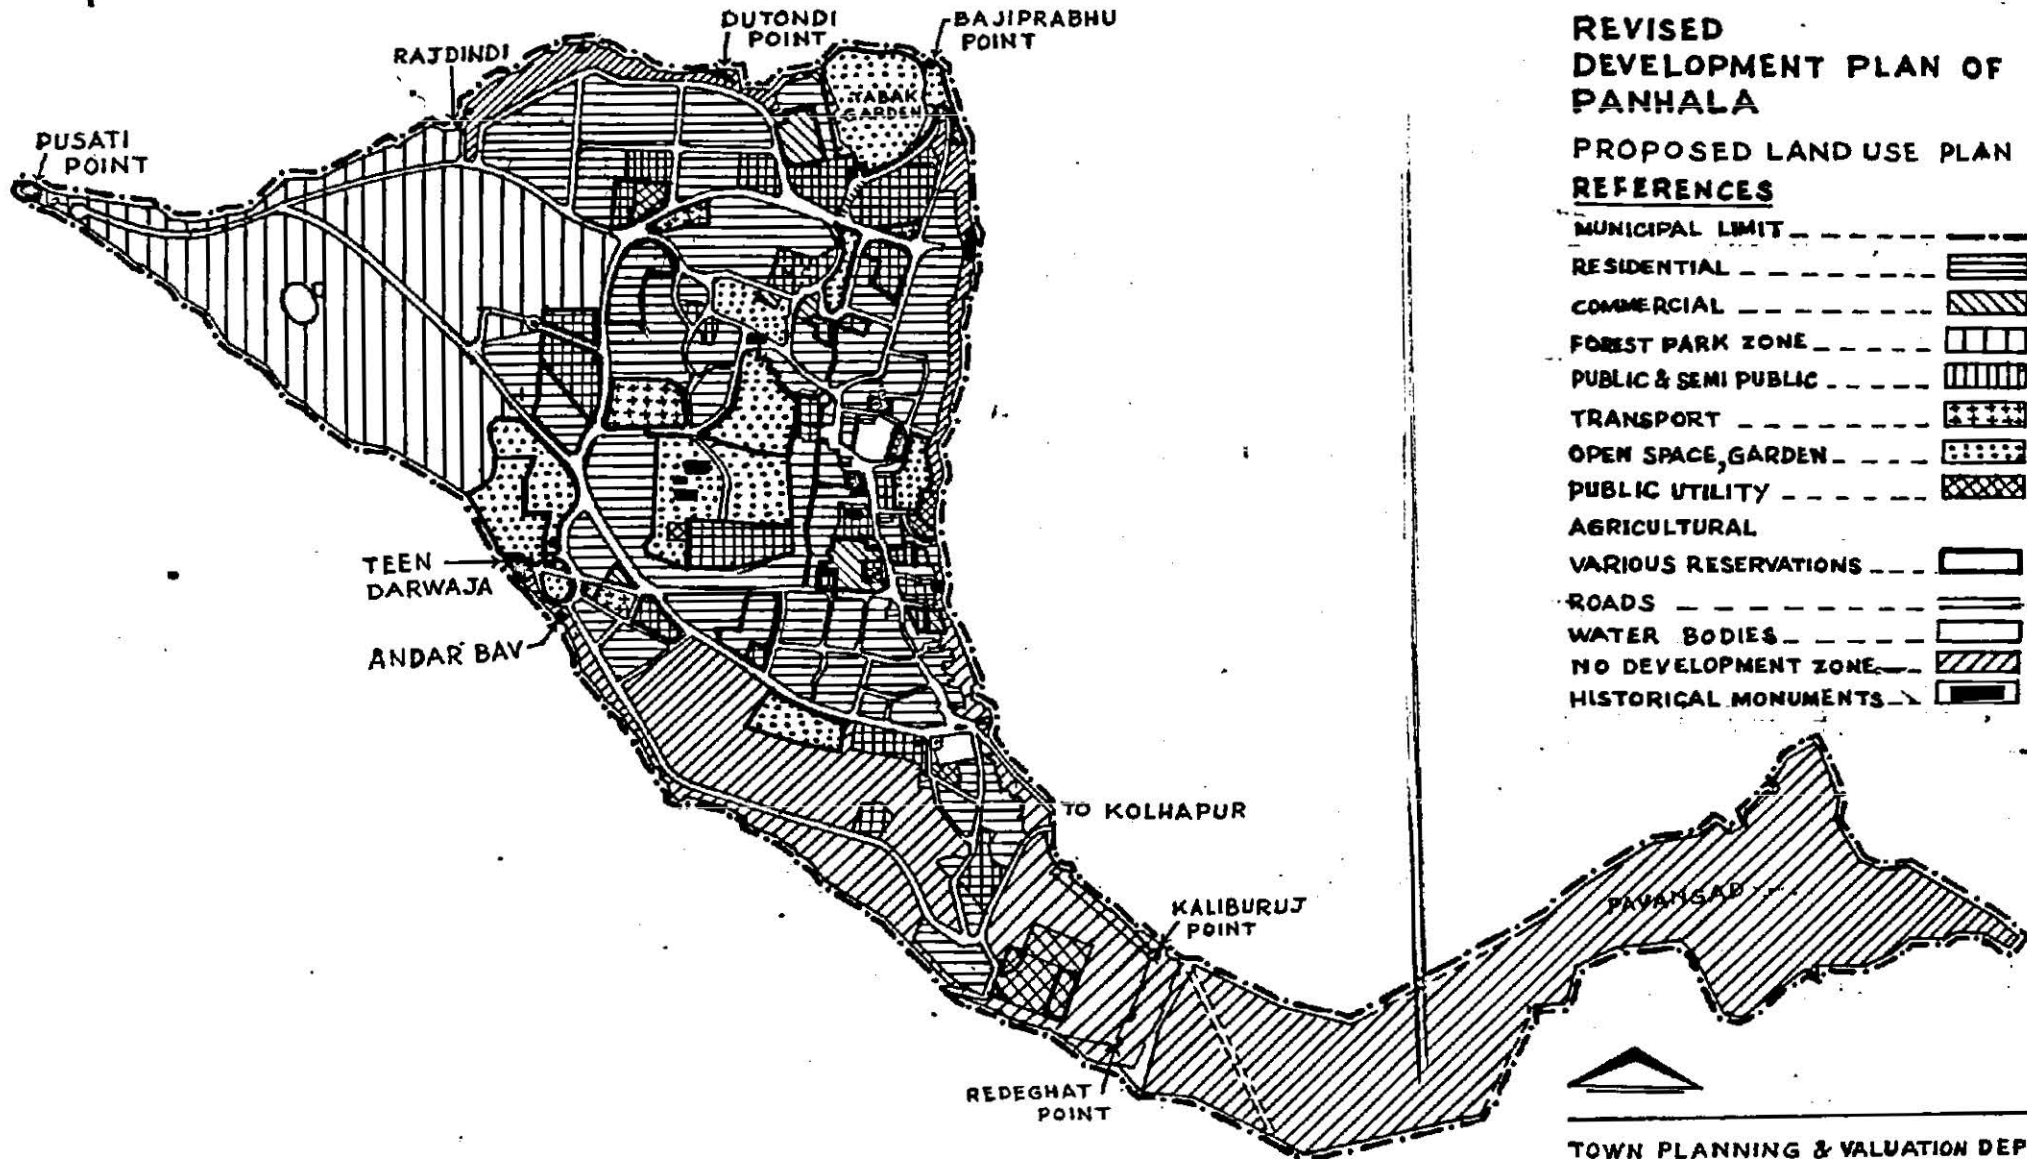 DUTONDI
POINT
BAJIPRABHU
POINT
RAJDINDI
TABAK
GARDEN
PUSATI
POINT
TEEN
DARWAJA
ANDAR BAV
TO KOLHAPUR
KALIBURUJ
POINT
PAVANGAD
REDEGHAT
POINT
REVISED
DEVELOPMENT PLAN OF
PANHALA
PROPOSED LAND USE PLAN
REFERENCES
MUNICIPAL LIMIT
RESIDENTIAL
COMMERCIAL
FOREST PARK ZONE
PUBLIC & SEMI PUBLIC
TRANSPORT
OPEN SPACE, GARDEN
PUBLIC UTILITY
AGRICULTURAL
VARIOUS RESERVATIONS
ROADS
WATER BODIES
NO DEVELOPMENT ZONE
HISTORICAL MONUMENTS
TOWN PLANNING & VALUATION DEP